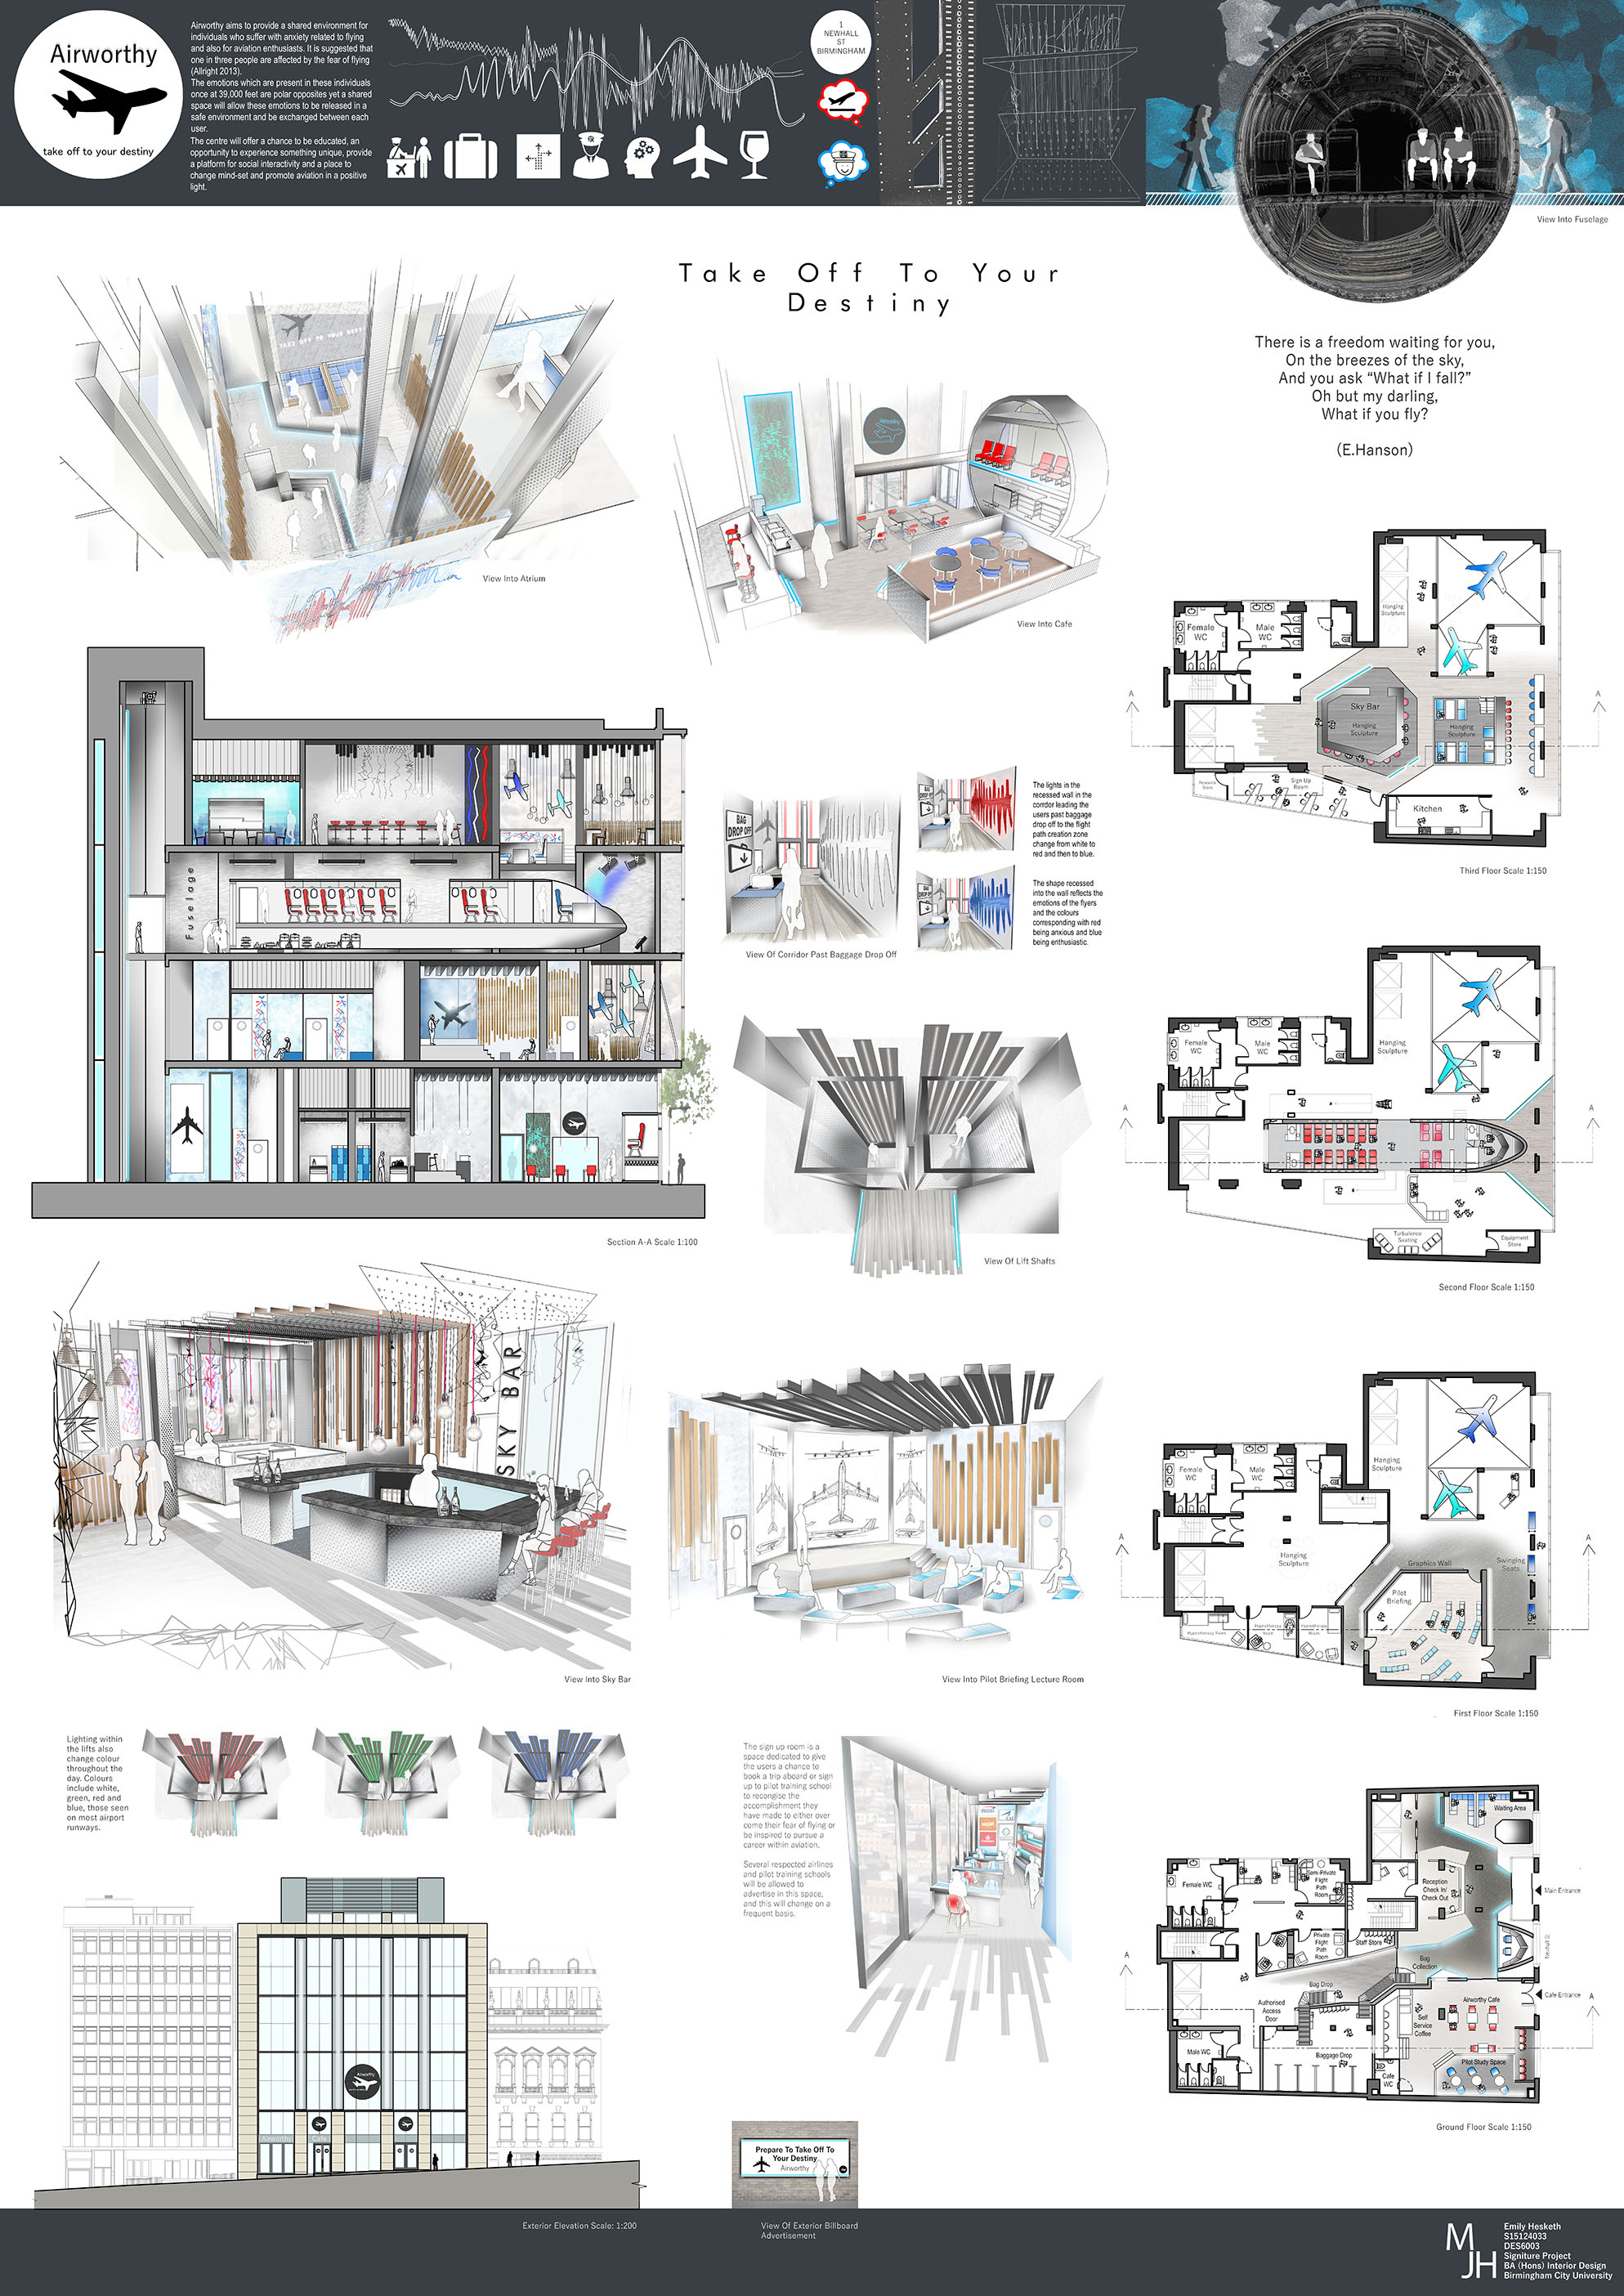 Airworthy
take off to your destiny
Airworthy aims to provide a shared environment for
individuals who suffer with anxiety related to flying
and also for aviation enthusiasts. It is suggested that
one in three people are affected by the fear of flying
(Allright 2013).
The emotions which are present in these individuals
once at 39,000 feet are polar opposites yet a shared
space will allow these emotions to be released in a
safe environment and be exchanged between each
user.
The centre will offer a chance to be educated, an
opportunity to experience something unique, provide
a platform for social interactivity and a place to
change mind-set and promote aviation in a positive
light.
1
NEWHALL
ST
BIRMINGHAM
View Into Fuselage
Take Off To Your
Destiny
There is a freedom waiting for you,
On the breezes of the sky,
And you ask “What if I fall?”
Oh but my darling,
What if you fly?
(E.Hanson)
View Into Atrium
Airworthy
View Into Cafe
Female
WC
Male
WC
Hanging
Sculpture
Sky Bar
Hanging
Sculpture
Hanging
Sculpture
Sign Up
Room
Kitchen
A
A
Third Floor Scale 1:150
Fuselage
Section A-A Scale 1:100
BAG
DROP OFF
View Of Corridor Past Baggage Drop Off
BAG
DROP OFF
BAG
DROP OFF
The lights in the
recessed wall in the
corrdor leading the
users past baggage
drop off to the flight
path creation zone
change from white to
red and then to blue.
The shape recessed
into the wall reflects the
emotions of the flyers
and the colours
corresponding with red
being anxious and blue
being enthusiastic.
View Of Lift Shafts
Female
WC
Male
WC
Hanging
Sculpture
A
A
Turbulence
Seating
Equipment
Store
Second Floor Scale 1:150
SKY BAR
View Into Sky Bar
View Into Pilot Briefing Lecture Room
Female
WC
Male
WC
Hanging
Sculpture
Hanging
Sculpture
Graphics Wall
Swinging
Seats
Pilot
Briefing
Hypnotherapy Room
Hypnotherapy
Room
Hypnotherapy
Room
A
A
First Floor Scale 1:150
Lighting within
the lifts also
change colour
throughout the
day. Colours
include white,
green, red and
blue, those seen
on most airport
runways.
The sign up room is a
space dedicated to give
the users a chance to
book a trip aboard or sign
up to pilot training school
to recongise the
accomplishment they
have made to either over
come their fear of flying or
be inspired to pursue a
career within aviation.
Several respected airlines
and pilot training schools
will be allowed to
advertise in this space,
and this will change on a
frequent basis.
Waiting Area
Female WC
Semi-Private
Flight
Path
Room
Reception
Check In/
Check Out
Main Entrance
Private
Flight
Path
Room
Staff Store
Newhall St
Bag
Collection
Bag Drop
Authorised
Access
Door
Self
Service
Coffee
Airworthy Cafe
Cafe Entrance
A
A
Male WC
Baggage Drop
Cafe
WC
Pilot Study Space
Ground Floor Scale 1:150
Airworthy
Airworthy
Cafe
Exterior Elevation Scale: 1:200
Prepare To Take Off To
Your Destiny
Airworthy
View Of Exterior Billboard
Advertisement
MJH
Emily Hesketh
S15124033
DES6003
Signiture Project
BA (Hons) Interior Design
Birmingham City University